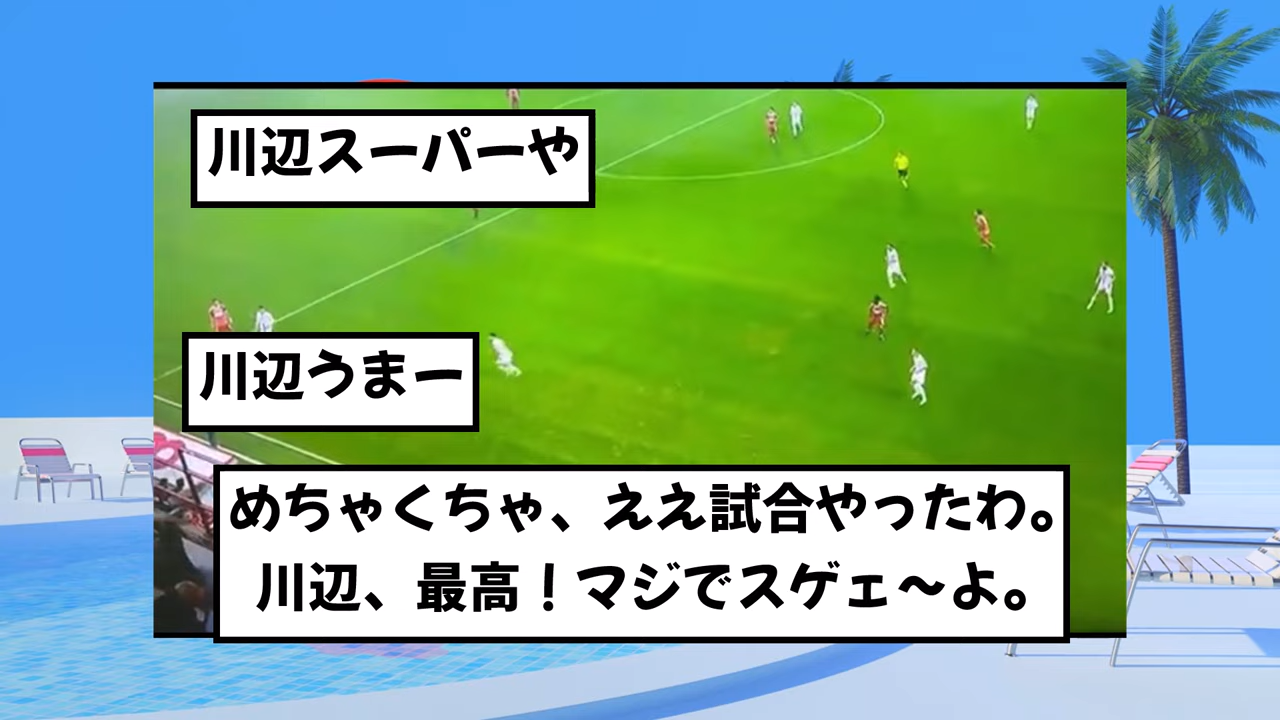 川辺スーパーや
川辺うまー
めちゃくちゃ、ええ試合やったわ。
川辺、最高！マジでスゲェ〜よ。